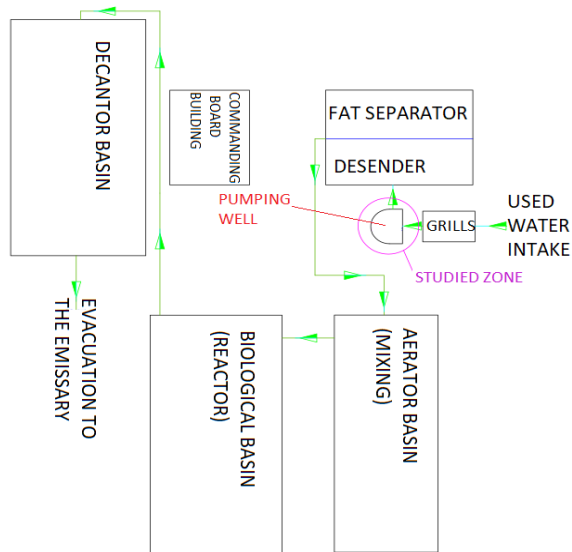 DECANTOR BASIN
COMMANDING
BOARD
BUILDING
FAT SEPARATOR
DESENDER
PUMPING
WELL
GRILLS
USED
WATER
INTAKE
STUDIED ZONE
EVACUATION TO
THE EMISSARY
BIOLOGICAL BASIN
(REACTOR)
AERATOR BASIN
(MIXING)